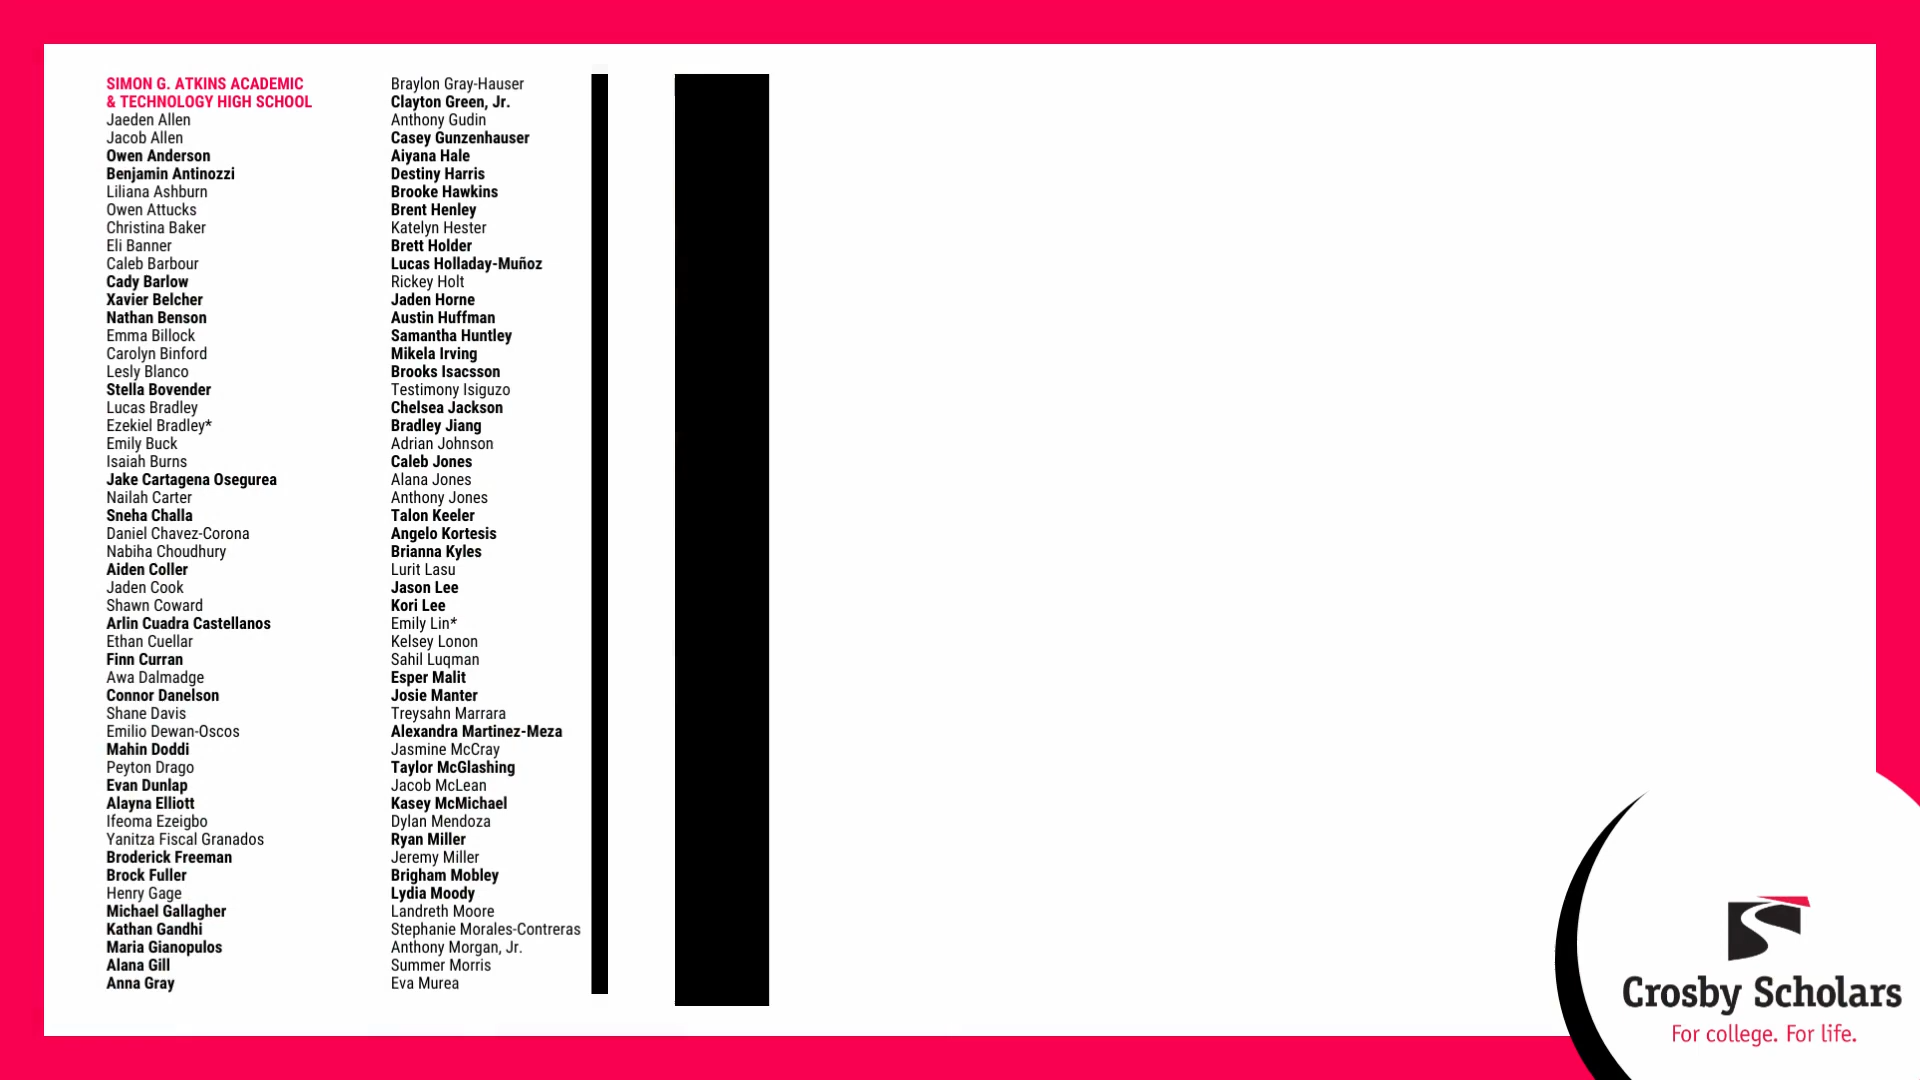 SIMON G. ATKINS ACADEMIC
& TECHNOLOGY HIGH SCHOOL
Jaeden Allen
Jacob Allen
Owen Anderson
Benjamin Antinozzi
Liliana Ashburn
Owen Attucks
Christina Baker
Eli Banner
Caleb Barbour
Cady Barlow
Xavier Belcher
Nathan Benson
Emma Billock
Carolyn Binford
Lesly Blanco
Stella Bovender
Lucas Bradley
Ezekiel Bradley*
Emily Buck
Isaiah Burns
Jake Cartagena Osegurea
Nailah Carter
Sneha Challa
Daniel Chavez-Corona
Nabiha Choudhury
Aiden Coller
Jaden Cook
Shawn Coward
Arlin Cuadra Castellanos
Ethan Cuellar
Finn Curran
Awa Dalmadge
Connor Danelson
Shane Davis
Emilio Dewan-Oscos
Mahin Doddi
Peyton Drago
Evan Dunlap
Alayna Elliott
Ifeoma Ezeigbo
Yanitza Fiscal Granados
Broderick Freeman
Brock Fuller
Henry Gage
Michael Gallagher
Kathan Gandhi
Maria Gianopulos
Alana Gill
Anna Gray
Braylon Gray-Hauser
Clayton Green, Jr.
Anthony Gudin
Casey Gunzenhauser
Aiyana Hale
Destiny Harris
Brooke Hawkins
Brent Henley
Katelyn Hester
Brett Holder
Lucas Holladay-Muñoz
Rickey Holt
Jaden Horne
Austin Huffman
Samantha Huntley
Mikela Irving
Brooks Isacsson
Testimony Isiguzo
Chelsea Jackson
Bradley Jiang
Adrian Johnson
Caleb Jones
Alana Jones
Anthony Jones
Talon Keeler
Angelo Kortesis
Brianna Kyles
Lurit Lasu
Jason Lee
Kori Lee
Emily Lin*
Kelsey Lonon
Sahil Luqman
Esper Malit
Josie Manter
Treysahn Marrara
Alexandra Martinez-Meza
Jasmine McCray
Taylor McGlashing
Jacob McLean
Kasey McMichael
Dylan Mendoza
Ryan Miller
Jeremy Miller
Brigham Mobley
Lydia Moody
Landreth Moore
Stephanie Morales-Contreras
Anthony Morgan, Jr.
Summer Morris
Eva Murea
Crosby Scholars
For college. For life.